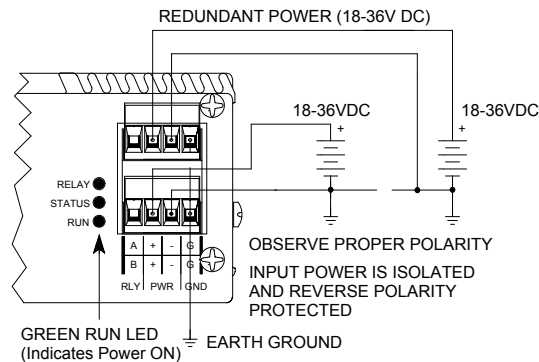 REDUNDANT POWER (18-36V DC)
18-36VDC
18-36VDC
+
+
RELAY
STATUS
RUN
A + - G
B + - G
RLY PWR GND
OBSERVE PROPER POLARITY
INPUT POWER IS ISOLATED
AND REVERSE POLARITY
PROTECTED
GREEN RUN LED
(Indicates Power ON)
EARTH GROUND